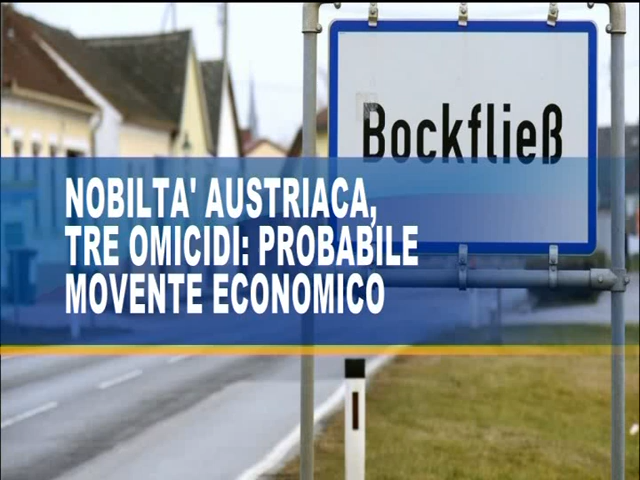 Bockfließ
NOBILTA' AUSTRIACA,
TRE OMICIDI: PROBABILE
MOVENTE ECONOMICO